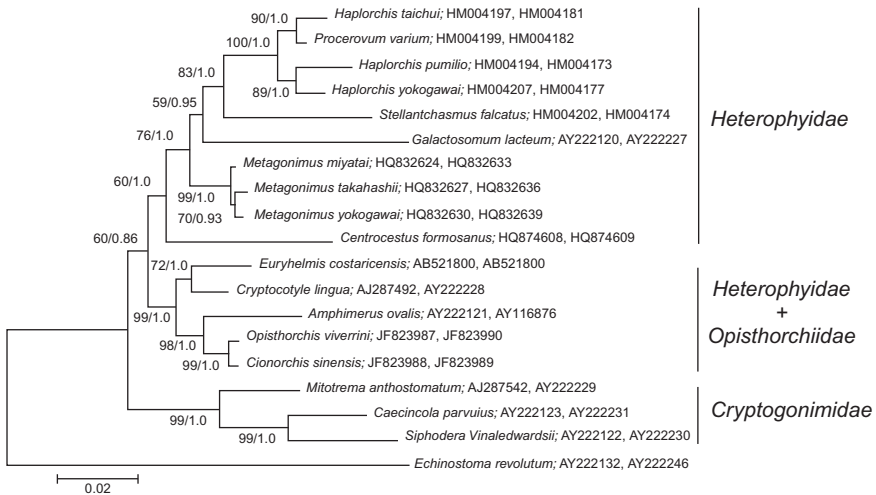 90/1.0
Haplorchis taichui; HM004197, HM004181
100/1.0
Procerovum varium; HM004199, HM004182
83/1.0
Haplorchis pumilio; HM004194, HM004173
89/1.0
Haplorchis yokogawai; HM004207, HM004177
59/0.95
Stellantchasmus falcatus; HM004202, HM004174
Heterophyidae
76/1.0
Galactosomum lacteum; AY222120, AY222227
Metagonimus miyatai; HQ832624, HQ832633
60/1.0
99/1.0
Metagonimus takahashii; HQ832627, HQ832636
70/0.93
Metagonimus yokogawai; HQ832630, HQ832639
60/0.86
Centrocestus formosanus; HQ874608, HQ874609
72/1.0
Euryhelmis costaricensis; AB521800, AB521800
Cryptocotyle lingua; AJ287492, AY222228
99/1.0
Amphimerus ovalis; AY222121, AY116876
98/1.0
Opisthorchis viverrini; JF823987, JF823990
99/1.0
Cionorchis sinensis; JF823988, JF823989
Heterophyidae
+
Opisthorchiidae
Mitotrema anthostomatum; AJ287542, AY222229
99/1.0
Caecincola parvuius; AY222123, AY222231
99/1.0
Siphodera Vinaledwardsii; AY222122, AY222230
Cryptogonimidae
Echinostoma revolutum; AY222132, AY222246
0.02